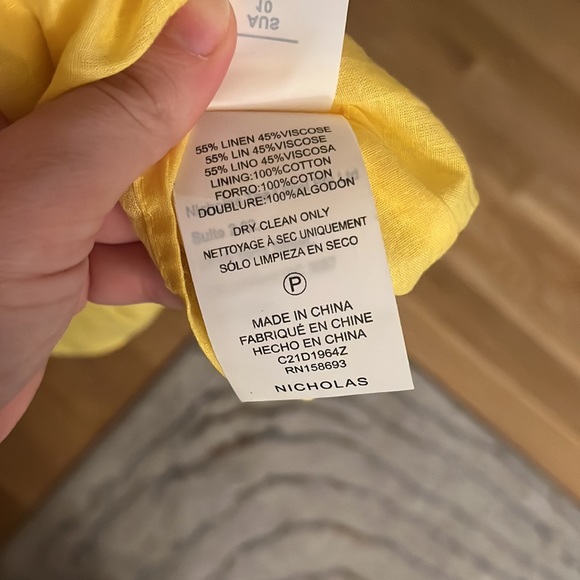 AUS
10
55% LINEN 45%VISCOSE
55% LIN 45%VISCOSE
55% LINO 45%VISCOSA
LINING:100%COTTON
FORRO:100%COTON
DOUBLURE:100%ALGODÓN
DRY CLEAN ONLY
NETTOYAGE À SEC UNIQUEMENT
SÓLO LIMPIEZA EN SECO
P
MADE IN CHINA
FABRIQUÉ EN CHINE
HECHO EN CHINA
C21D1964Z
RN158693
NICHOLAS